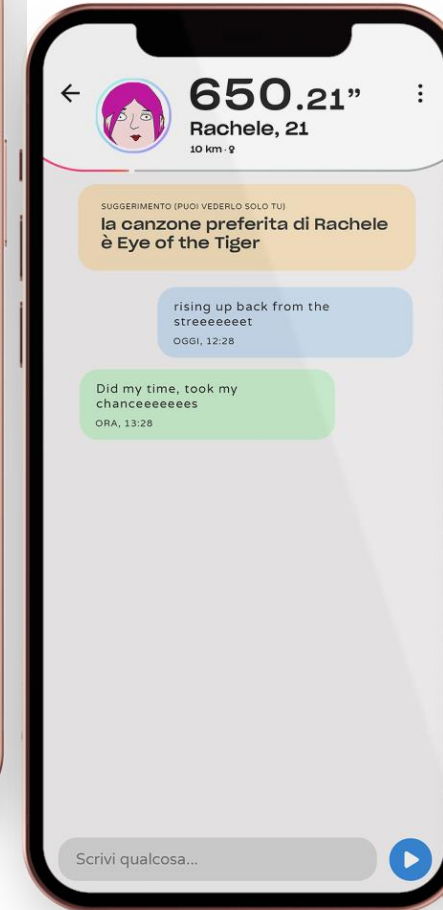 650.21”
Rachele, 21
10 km · ♀
SUGGERIMENTO (PUOI VEDERLO SOLO TU)
la canzone preferita di Rachele
è Eye of the Tiger
rising up back from the
streeeeeeet
OGGI, 12:28
Did my time, took my
chanceeeeeees
ORA, 13:28
Scrivi qualcosa...